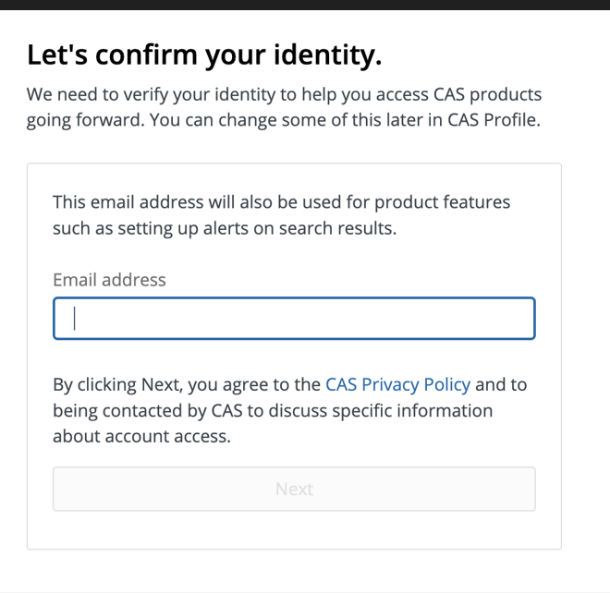 Let's confirm your identity.
We need to verify your identity to help you access CAS products
going forward. You can change some of this later in CAS Profile.
This email address will also be used for product features
such as setting up alerts on search results.
Email address
By clicking Next, you agree to the CAS Privacy Policy and to
being contacted by CAS to discuss specific information
about account access.
Next